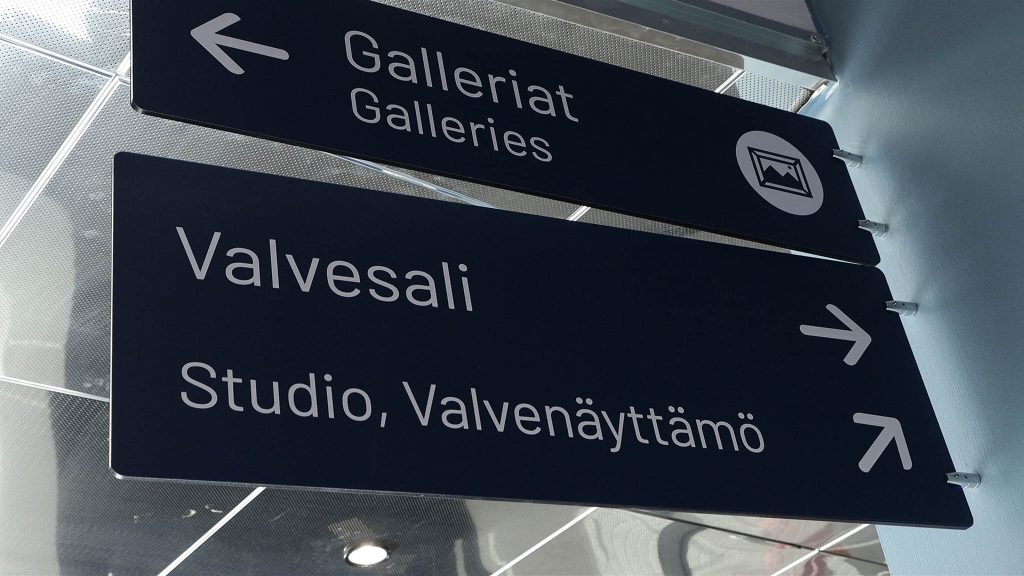 Galleriat
Galleries
Valvesali
Studio, Valvenäyttämö